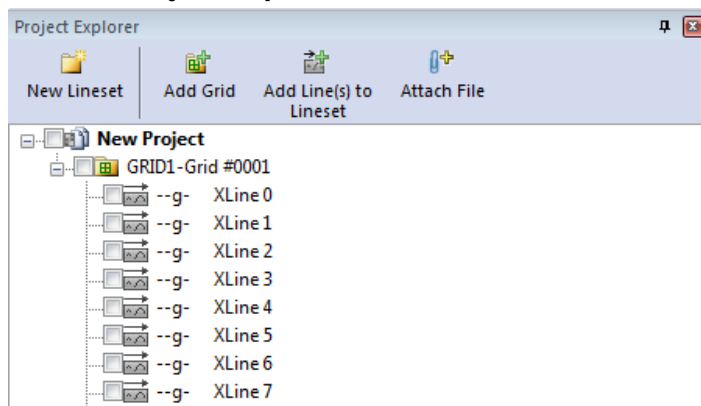 Project Explorer
New Lineset Add Grid Add Line(s) to Lineset Attach File
New Project
GRID1-Grid #0001
--g- XLine 0
--g- XLine 1
--g- XLine 2
--g- XLine 3
--g- XLine 4
--g- XLine 5
--g- XLine 6
--g- XLine 7